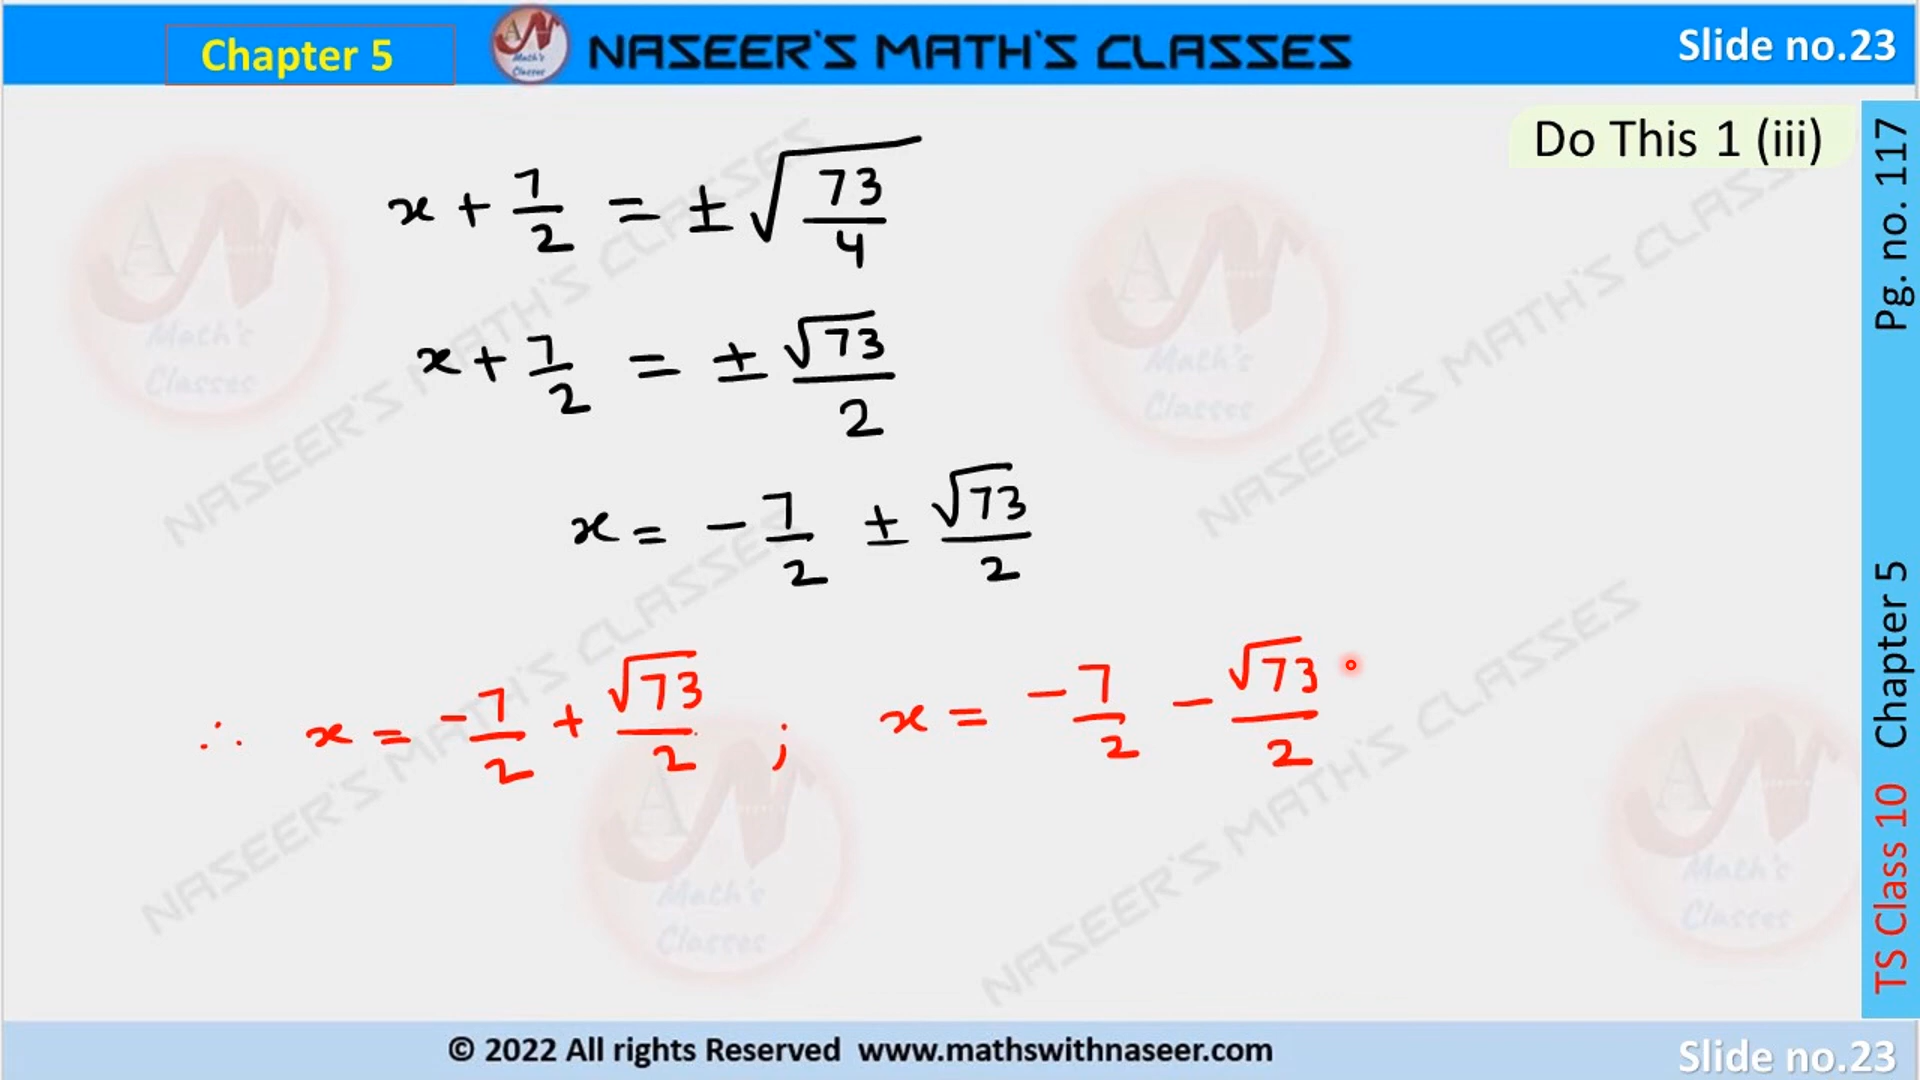 Chapter 5
NASEER'S MATH'S CLASSES
Slide no.23
Do This 1 (iii)
x + 7/2 = ± √(73/4)
x + 7/2 = ± √73/2
x = - 7/2 ± √73/2
∴ x = -7/2 + √73/2 ; x = -7/2 - √73/2
Pg. no. 117
Chapter 5
TS Class 10
© 2022 All rights Reserved www.mathswithnaseer.com
Slide no.23